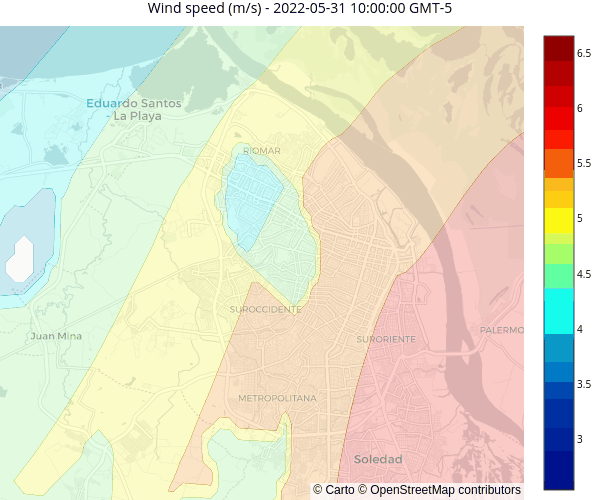 Wind speed (m/s) - 2022-05-31 10:00:00 GMT-5
6.5
6
5.5
5
4.5
4
3.5
3
Eduardo Santos
- La Playa
RIOMAR
SUROCCIDENTE
Juan Mina
SURORIENTE
PALERMO
METROPOLITANA
Soledad
© Carto © OpenStreetMap contributors